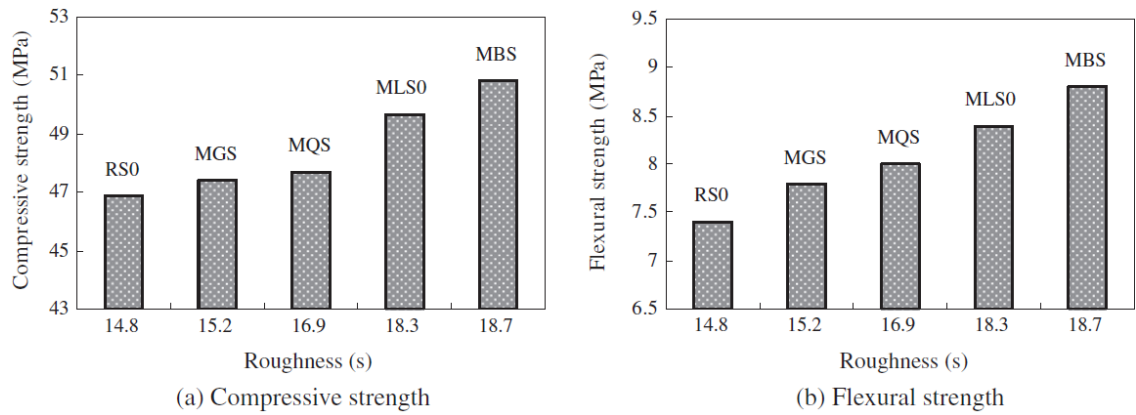 Compressive strength (MPa)
53
51
49
47
45
43
RS0
MGS
MQS
MLS0
MBS
14.8 15.2 16.9 18.3 18.7
Roughness (s)
(a) Compressive strength
Flexural strength (MPa)
9.5
9
8.5
8
7.5
7
6.5
RS0
MGS
MQS
MLS0
MBS
14.8 15.2 16.9 18.3 18.7
Roughness (s)
(b) Flexural strength